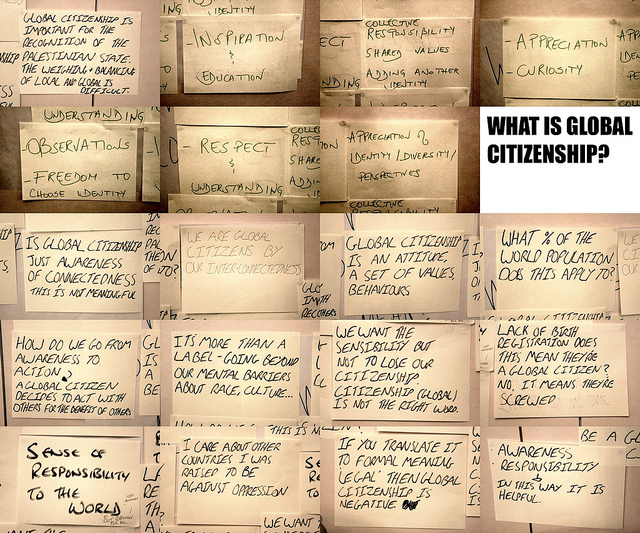 GLOBAL CITIZENSHIP IS
IMPORTANT FOR THE
RECOGNITION OF THE
PALESTINIAN STATE.
THE WEIGHING & BALANCING
OF LOCAL AND GLOBAL IS
DIFFICULT.
IDENTITY
- INSPIRATION
&
EDUCATION
COLLECTIVE
RESPONSIBILITY
SHARED VALUES
ADDING ANOTHER
IDENTITY
- APPRECIATION
- CURIOSITY
UNDERSTANDING
- OBSERVATIONS
- FREEDOM TO
CHOOSE IDENTITY
- RESPECT
&
UNDERSTANDING
APPRECIATION OF
IDENTITY / DIVERSITY /
PERSPECTIVES
COLLECTIVE
WHAT IS GLOBAL
CITIZENSHIP?
IS GLOBAL CITIZENSHIP
JUST AWARENESS
OF CONNECTEDNESS
THIS IS NOT MEANINGFUL
WE ARE GLOBAL
CITIZENS BY
OUR INTERCONNECTEDNESS
GLOBAL CITIZENSHIP
IS AN ATTITUDE,
A SET OF VALUES,
BEHAVIOURS
WHAT % OF THE
WORLD POPULATION
DOES THIS APPLY TO?
HOW DO WE GO FROM
AWARENESS TO
ACTION?
A GLOBAL CITIZEN
DECIDES TO ACT WITH
OTHERS FOR THE BENEFIT OF OTHERS
ITS MORE THAN A
LABEL - GOING BEYOND
OUR MENTAL BARRIERS
ABOUT RACE, CULTURE...
WE WANT THE
SENSIBILITY BUT
NOT TO LOSE OUR
CITIZENSHIP.
CITIZENSHIP (GLOBAL)
IS NOT THE RIGHT WORD.
LACK OF BIRTH
REGISTRATION DOES
THIS MEAN THEY'RE
A GLOBAL CITIZEN?
NO, IT MEANS THEY'RE
SCREWED
SENSE OF
RESPONSIBILITY
TO THE
WORLD
THIS IS
I CARE ABOUT OTHER
COUNTRIES I WAS
RAISED TO BE
AGAINST OPPRESSION
WE WANT
IF YOU TRANSLATE IT
TO FORMAL MEANING
'LEGAL' THEN GLOBAL
CITIZENSHIP IS
NEGATIVE
BE A
AWARENESS
RESPONSIBILITY
IN THIS WAY IT IS
HELPFUL.